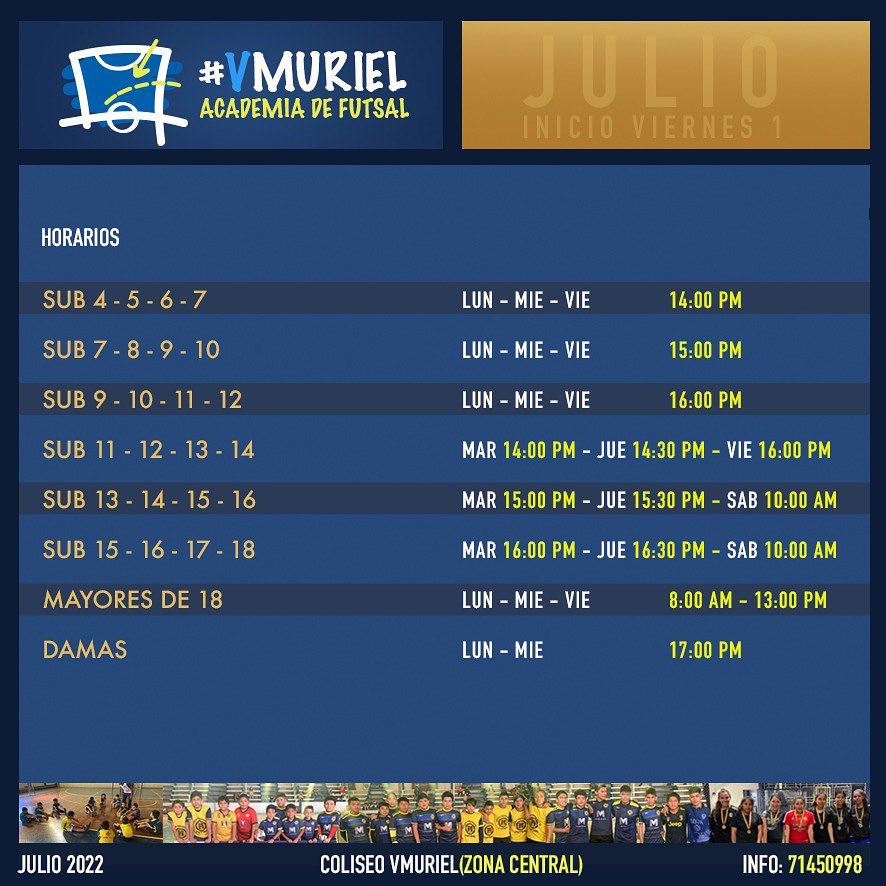 #VMURIEL
ACADEMIA DE FUTSAL
JULIO
INICIO VIERNES 1
HORARIOS
SUB 4 - 5 - 6 - 7 LUN - MIE - VIE 14:00 PM
SUB 7 - 8 - 9 - 10 LUN - MIE - VIE 15:00 PM
SUB 9 - 10 - 11 - 12 LUN - MIE - VIE 16:00 PM
SUB 11 - 12 - 13 - 14 MAR 14:00 PM - JUE 14:30 PM - VIE 16:00 PM
SUB 13 - 14 - 15 - 16 MAR 15:00 PM - JUE 15:30 PM - SAB 10:00 AM
SUB 15 - 16 - 17 - 18 MAR 16:00 PM - JUE 16:30 PM - SAB 10:00 AM
MAYORES DE 18 LUN - MIE - VIE 8:00 AM - 13:00 PM
DAMAS LUN - MIE 17:00 PM
JULIO 2022 COLISEO VMURIEL(ZONA CENTRAL) INFO: 71450998